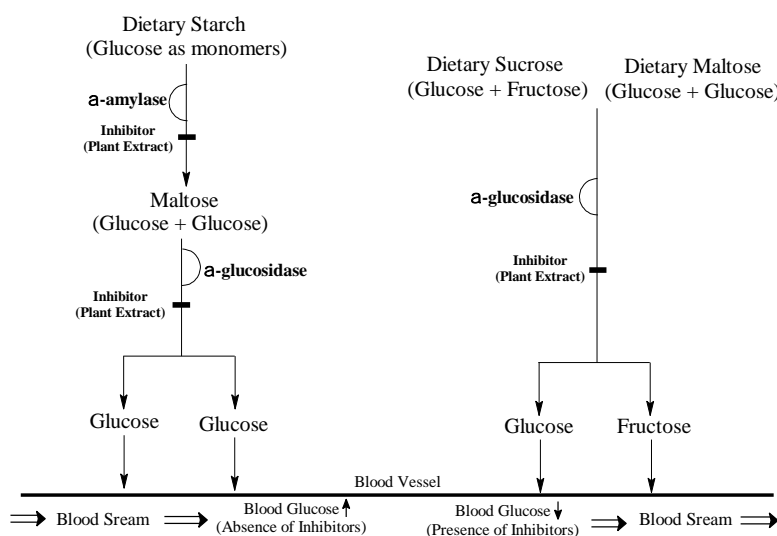 Dietary Starch
(Glucose as monomers)
a-amylase
Inhibitor
(Plant Extract)
Maltose
(Glucose + Glucose)
a-glucosidase
Inhibitor
(Plant Extract)
Glucose
Glucose
Dietary Sucrose
(Glucose + Fructose)
Dietary Maltose
(Glucose + Glucose)
a-glucosidase
Inhibitor
(Plant Extract)
Glucose
Fructose
Blood Vessel
Blood Sream
Blood Glucose
(Absence of Inhibitors)
Blood Glucose
(Presence of Inhibitors)
Blood Sream